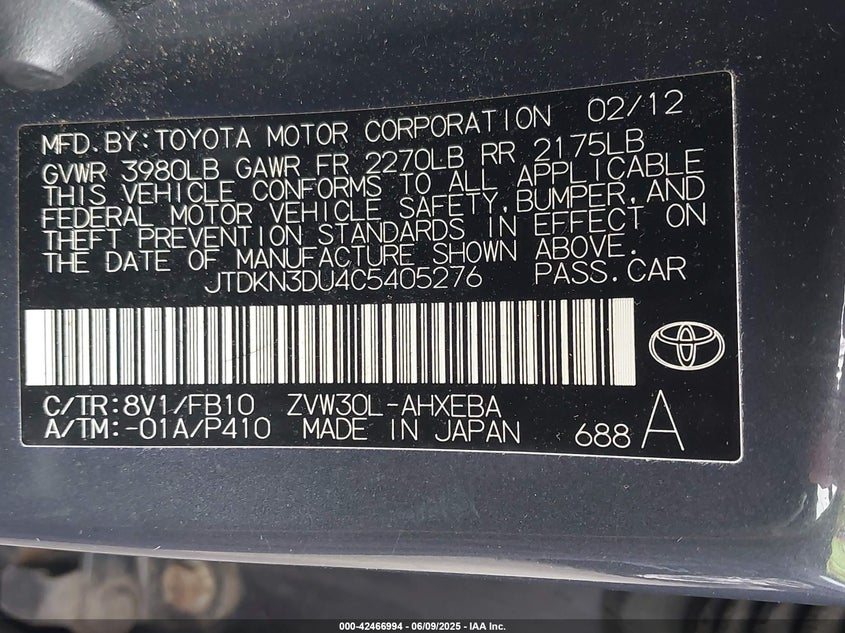 MFD. BY: TOYOTA MOTOR CORPORATION 02/12
GVWR 3980LB GAWR FR 2270LB RR 2175LB
THIS VEHICLE CONFORMS TO ALL APPLICABLE
FEDERAL MOTOR VEHICLE SAFETY, BUMPER, AND
THEFT PREVENTION STANDARDS IN EFFECT ON
THE DATE OF MANUFACTURE SHOWN ABOVE.
JTDKN3DU4C5405276 PASS. CAR
C/TR: 8V1/FB10 ZVW30L-AHXEBA
A/TM: -01A/P410 MADE IN JAPAN 688 A
000-42466994 | 06/09/2025 - IAA Inc.